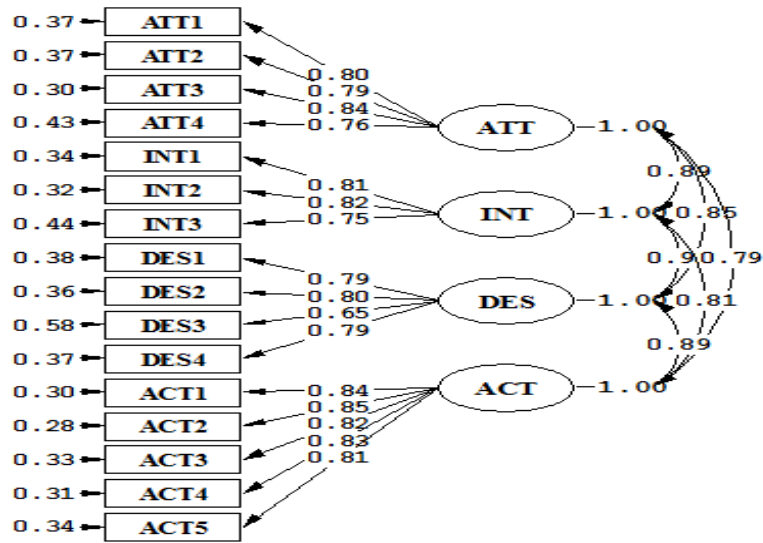 0.37 ATT1
0.37 ATT2
0.80
0.30 ATT3
0.79
0.84
0.43 ATT4
0.76
ATT 1.00
0.34 INT1
0.89
0.32 INT2
0.81
0.82
0.44 INT3
0.75
INT 1.00 0.85
0.38 DES1
0.79
0.79
0.36 DES2
0.80
0.65
DES 1.00 0.81
0.58 DES3
0.79
0.37 DES4
0.89
0.30 ACT1
0.84
ACT 1.00
0.85
0.28 ACT2
0.82
0.83
0.33 ACT3
0.81
0.31 ACT4
0.34 ACT5